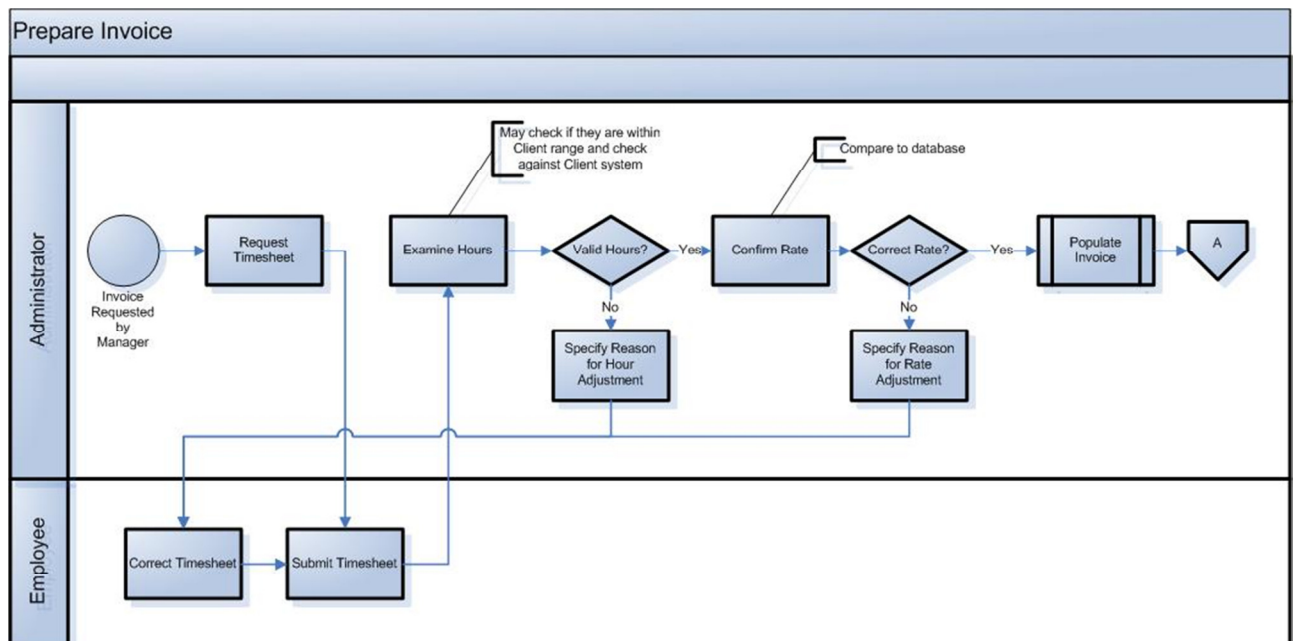 Prepare Invoice
Administrator
May check if they are within
Client range and check
against Client system
Compare to database
Invoice
Requested
by
Manager
Request
Timesheet
Examine Hours
Valid Hours?
Yes
Confirm Rate
Correct Rate?
Yes
Populate
Invoice
A
No
No
Specify Reason
for Hour
Adjustment
Specify Reason
for Rate
Adjustment
Employee
Correct Timesheet
Submit Timesheet